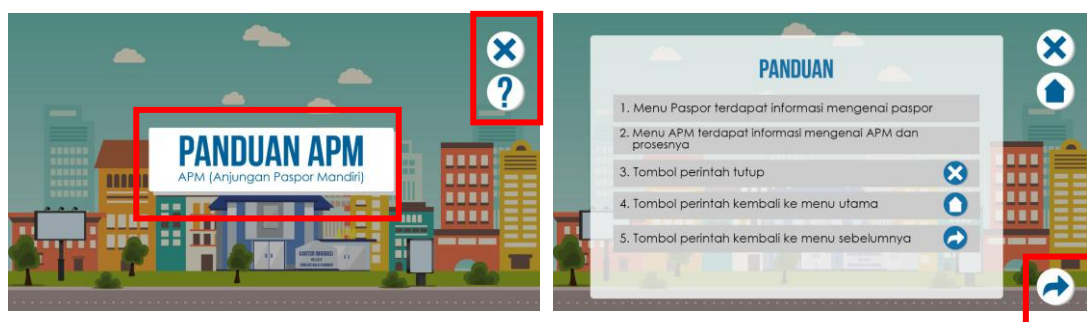 ?
PANDUAN APM
APM (Anjungan Paspor Mandiri)
KANTOR IMIGRASI
PANDUAN
1. Menu Paspor terdapat informasi mengenai paspor
2. Menu APM terdapat informasi mengenai APM dan
prosesnya
3. Tombol perintah tutup
4. Tombol perintah kembali ke menu utama
5. Tombol perintah kembali ke menu sebelumnya